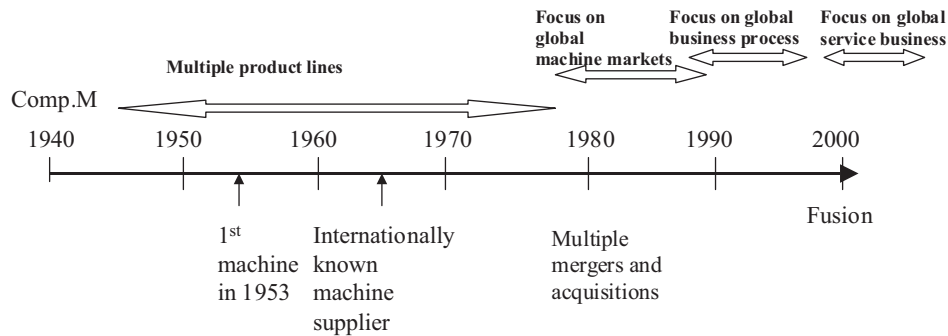 Focus on
global
machine markets
Focus on global
business process
Focus on global
service business
Multiple product lines
Comp.M
1940 1950 1960 1970 1980 1990 2000
Fusion
1st
machine
in 1953
Internationally
known
machine
supplier
Multiple
mergers and
acquisitions